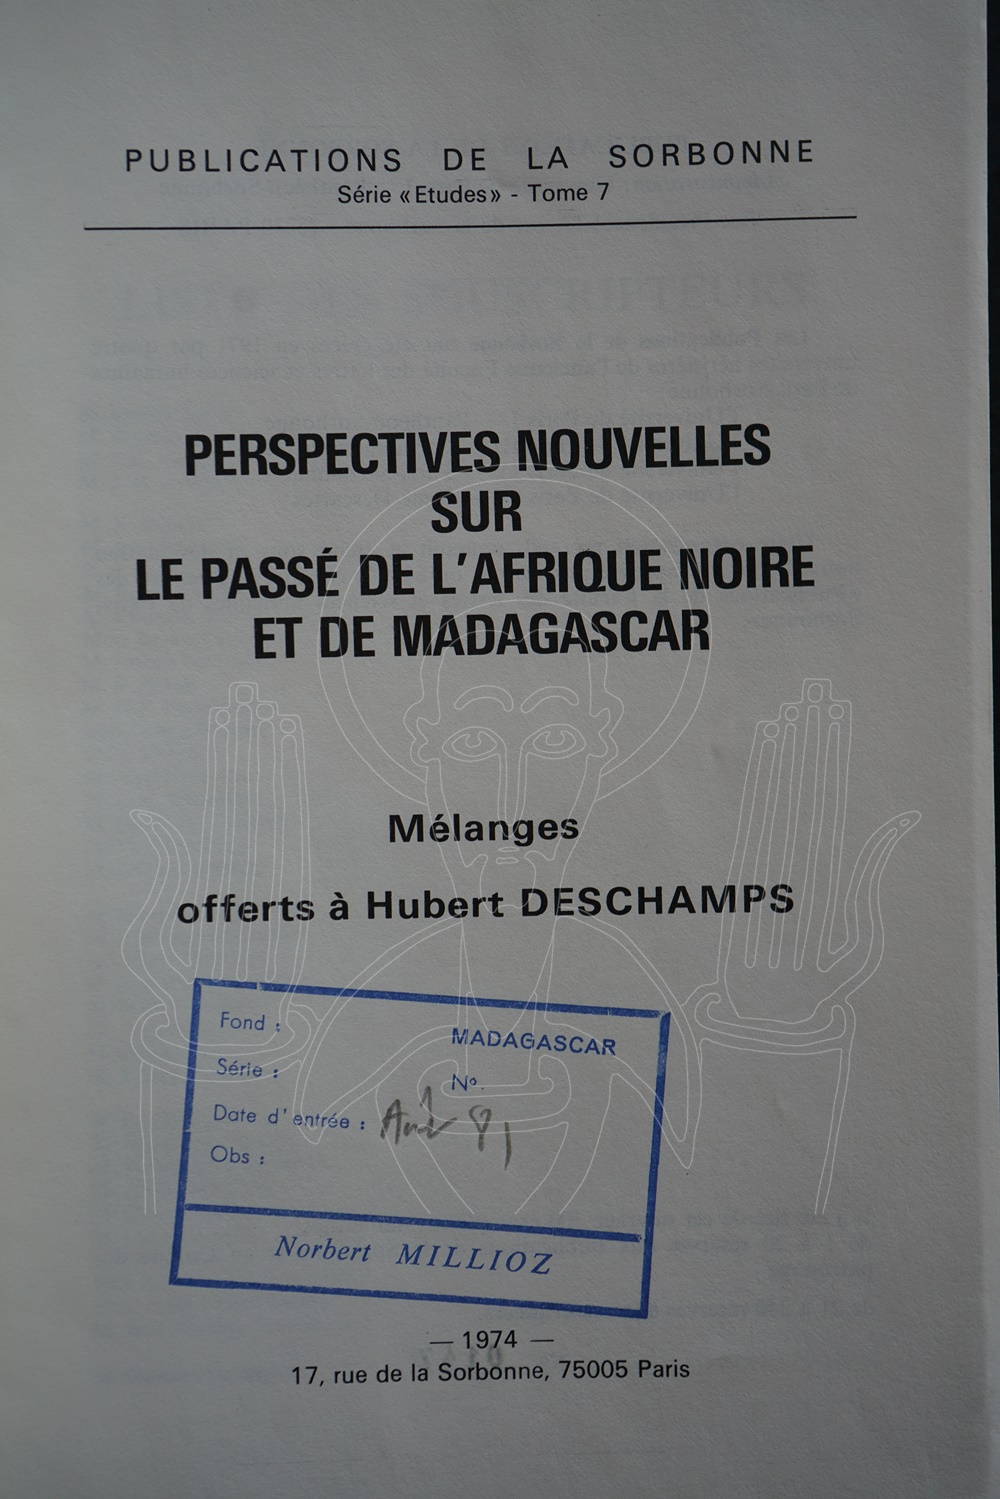 PUBLICATIONS DE LA SORBONNE
Série «Etudes» - Tome 7
PERSPECTIVES NOUVELLES
SUR
LE PASSÉ DE L'AFRIQUE NOIRE
ET DE MADAGASCAR
Mélanges
offerts à Hubert DESCHAMPS
Fond : MADAGASCAR
Série : No.
Date d'entrée :
Obs :
Norbert MILLIOZ
— 1974 —
17, rue de la Sorbonne, 75005 Paris